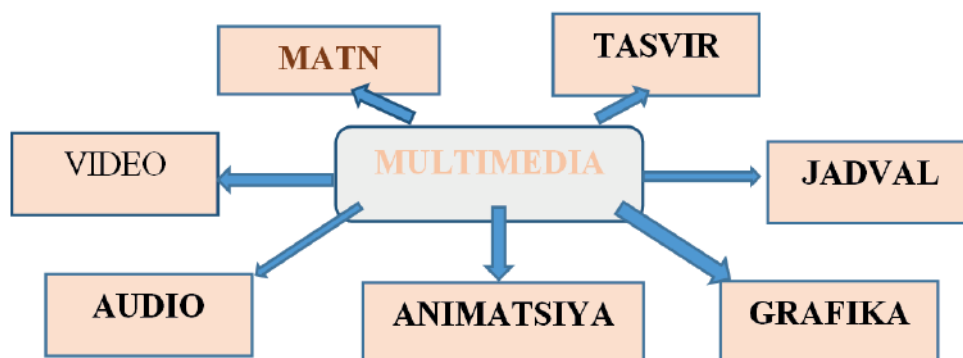 MATN
TASVIR
VIDEO
MULTIMEDIA
JADVAL
AUDIO
ANIMATSIYA
GRAFIKA